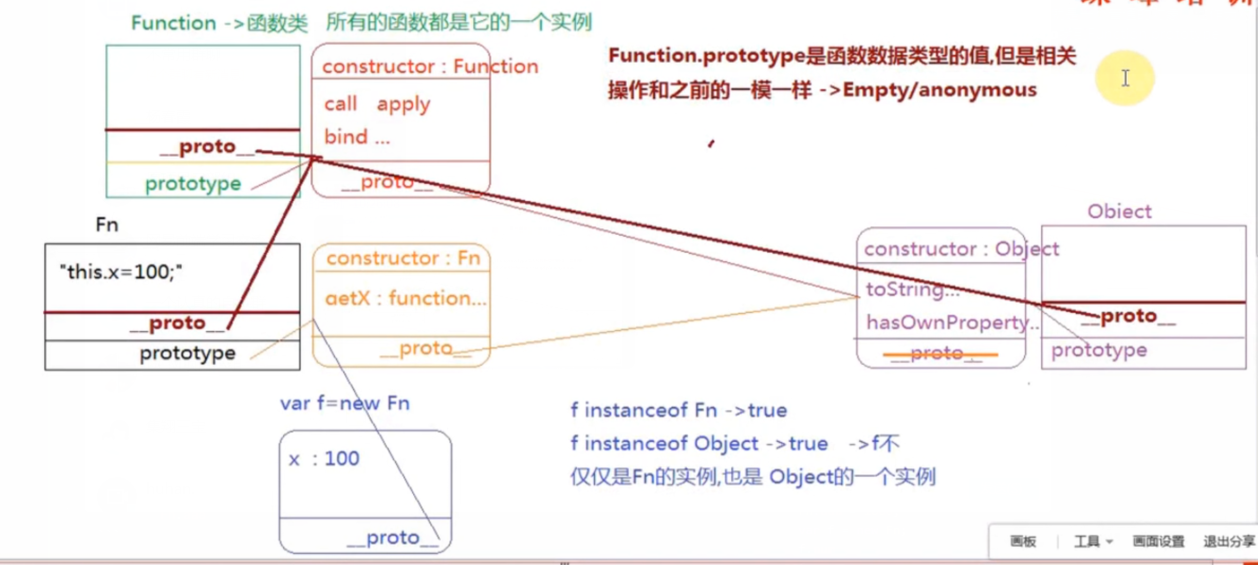 Function ->函数类 所有的函数都是它的一个实例
constructor : Function
call apply
bind ...
__proto__
prototype
__proto__
Function.prototype是函数数据类型的值,但是相关
操作和之前的一模一样 ->Empty/anonymous
Fn
"this.x=100;"
__proto__
prototype
constructor : Fn
getX : function...
__proto__
Object
constructor : Object
toString...
hasOwnProperty..
__proto__
__proto__
prototype
var f=new Fn
x : 100
__proto__
f instanceof Fn ->true
f instanceof Object ->true ->f不
仅仅是Fn的实例,也是 Object的一个实例
画板 工具 画面设置 退出分享